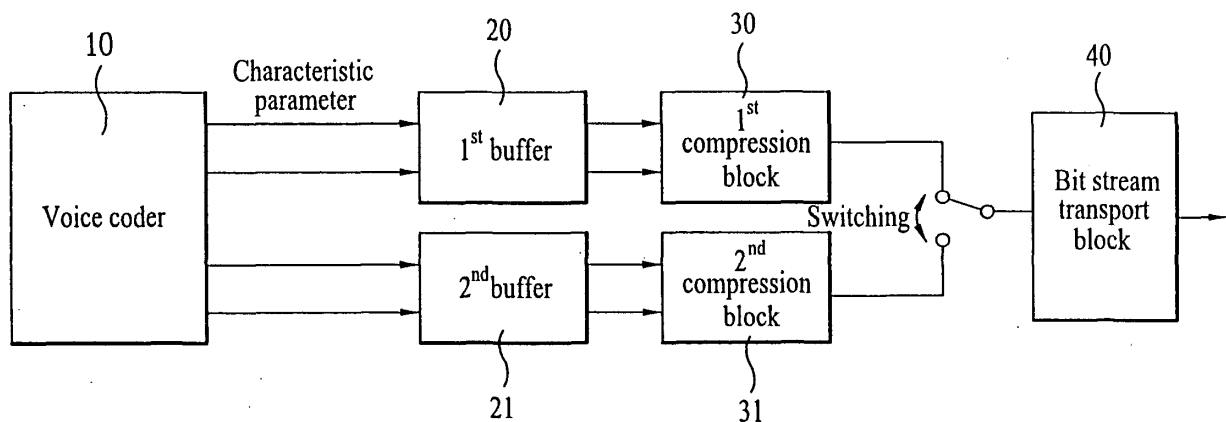 10
Voice coder
Characteristic
parameter
20
1st buffer
30
1st
compression
block
2nd buffer
21
2nd
compression
block
31
Switching
40
Bit stream
transport
block